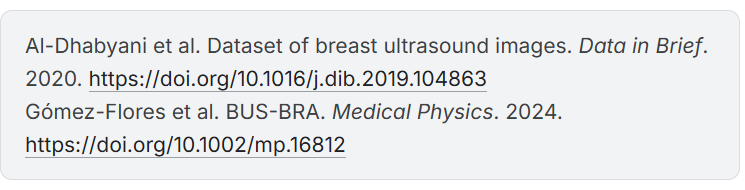 Al-Dhabyani et al. Dataset of breast ultrasound images. Data in Brief.
2020. https://doi.org/10.1016/j.dib.2019.104863
Gómez-Flores et al. BUS-BRA. Medical Physics. 2024.
https://doi.org/10.1002/mp.16812